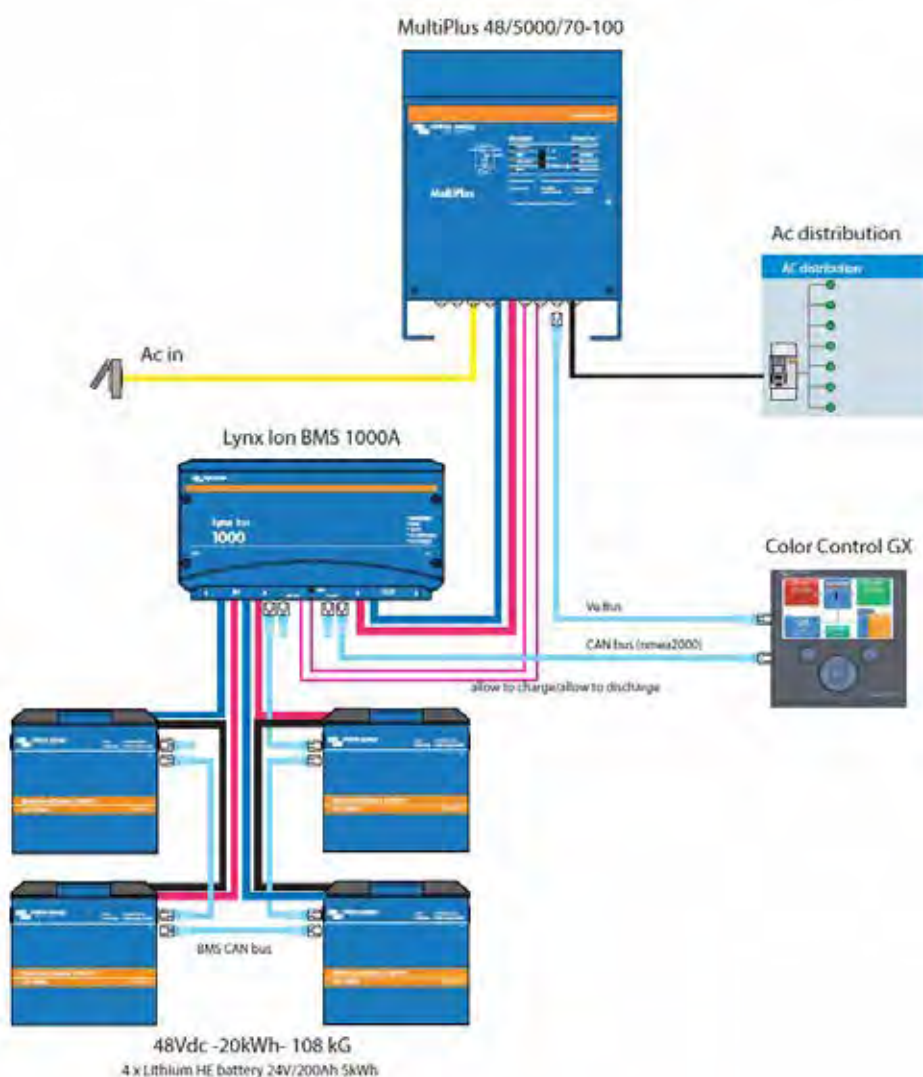 MultiPlus 48/5000/70-100
MultiPlus
Ac distribution
AC distribution
Ac in
Lynx Ion BMS 1000A
Lynx Ion
1000
Color Control GX
Ve.Bus
CAN bus (nmea2000)
allow to charge/allow to discharge
BMS CAN bus
48Vdc -20kWh- 108 kG
4 x Lithium HE battery 24V/200Ah 5kWh